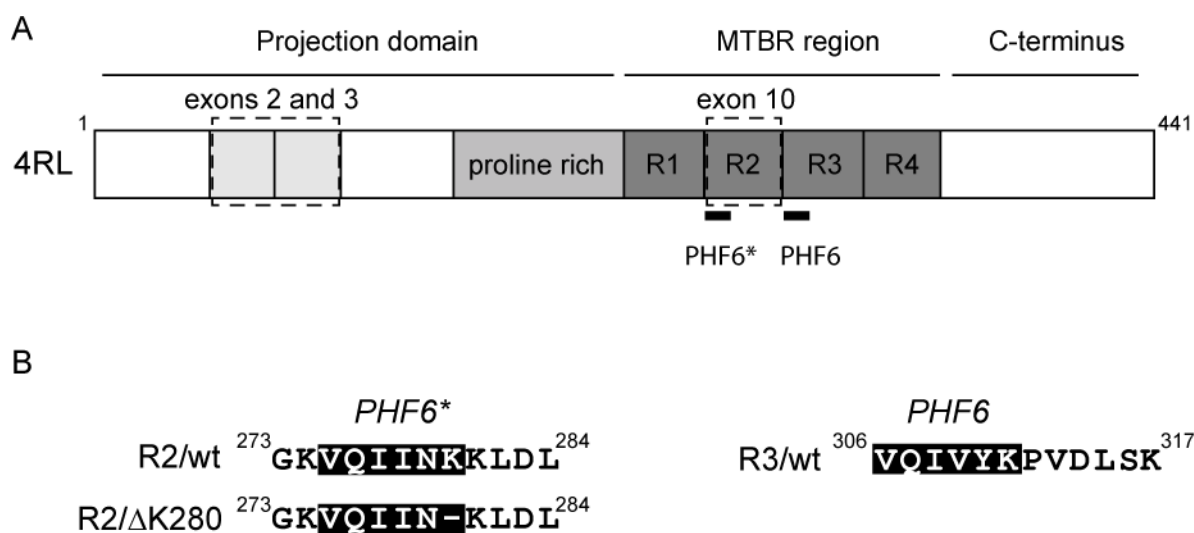 A
Projection domain MTBR region C-terminus
exons 2 and 3 exon 10
1 441
4RL proline rich R1 R2 R3 R4
PHF6* PHF6
B
PHF6* PHF6
R2/wt 273GKVQIINKKLDL284 R3/wt 306VQIVYKPVDLSK317
R2/ΔK280 273GKVQIIN-KLDL284